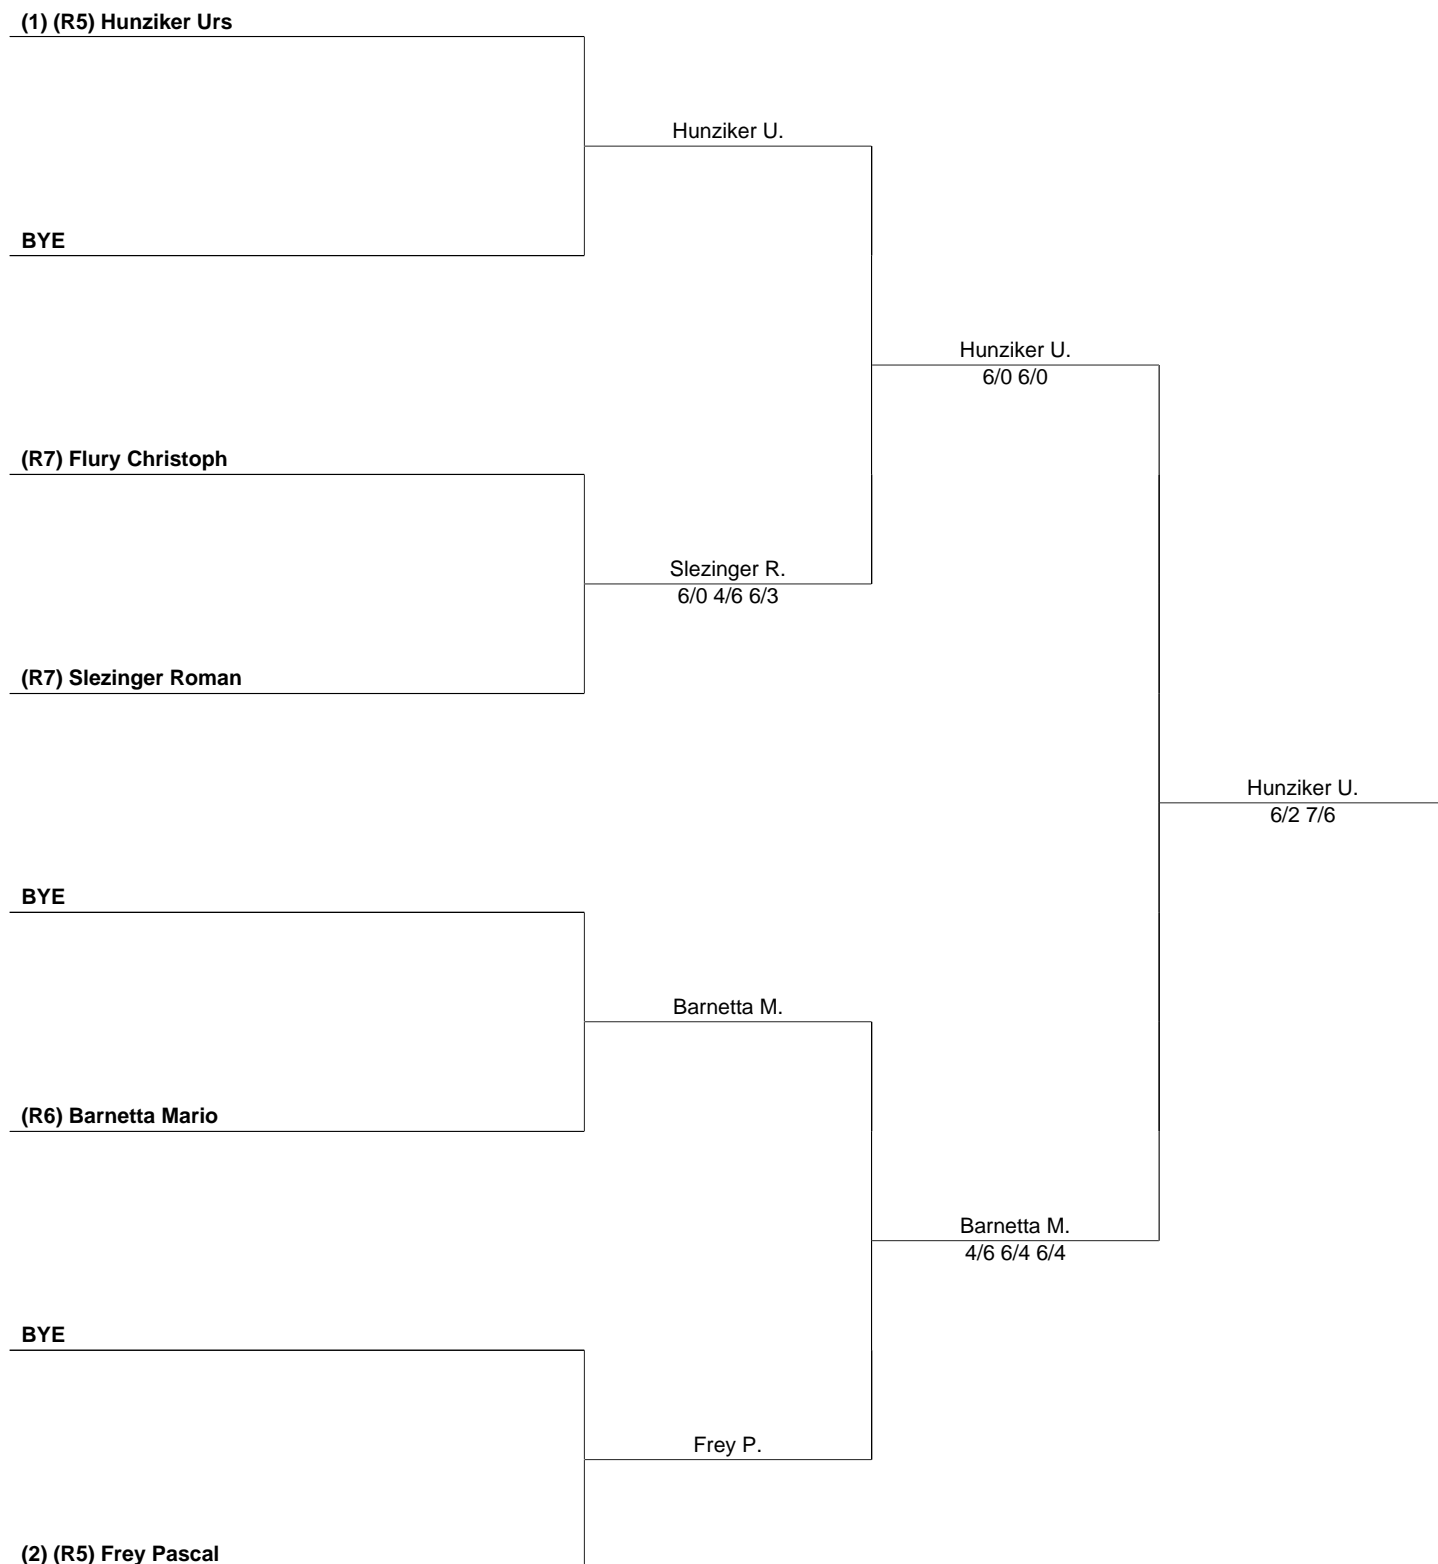 (1) (R5) Hunziker Urs
Hunziker U.
BYE
Hunziker U.
6/0 6/0
(R7) Flury Christoph
Slezinger R.
6/0 4/6 6/3
(R7) Slezinger Roman
Hunziker U.
6/2 7/6
BYE
Barnetta M.
(R6) Barnetta Mario
Barnetta M.
4/6 6/4 6/4
BYE
Frey P.
(2) (R5) Frey Pascal